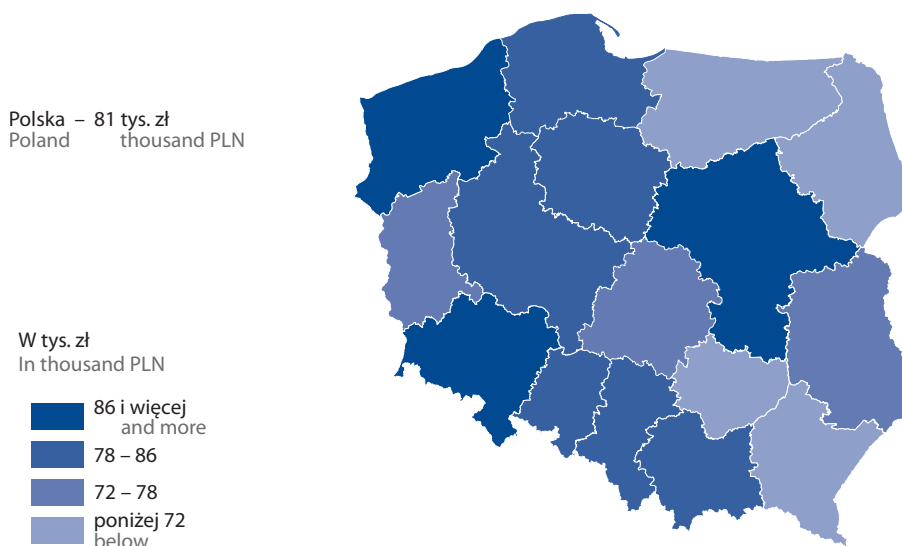 Polska – 81 tys. zł
Poland thousand PLN
W tys. zł
In thousand PLN
86 i więcej
and more
78 – 86
72 – 78
poniżej 72
below